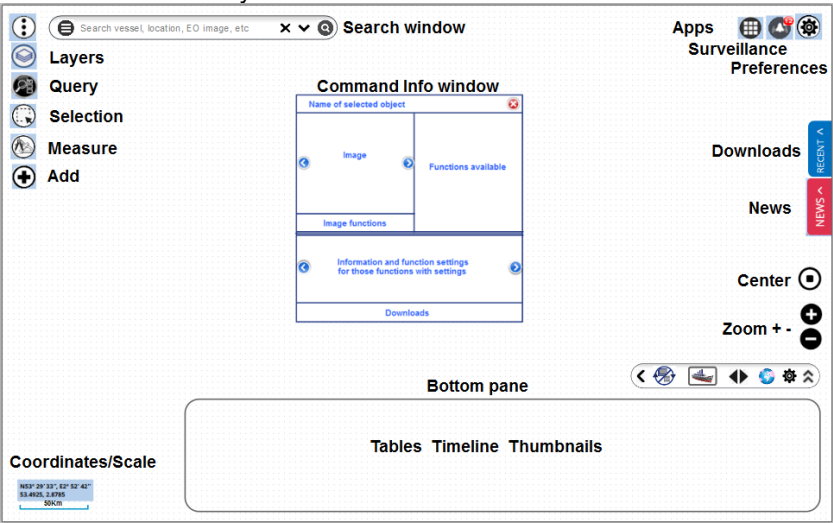 Search vessel, location, EO image, etc
Search window
Apps
12
Surveillance
Preferences
Layers
Query
Selection
Measure
Add
Command Info window
Name of selected object
Image
Functions available
Image functions
Information and function settings
for those functions with settings
Downloads
Downloads
RECENT
News
NEWS
Center
Zoom + -
Bottom pane
Tables Timeline Thumbnails
Coordinates/Scale
N53° 29'33", E2° 52'42"
53.4925, 2.8785
50Km